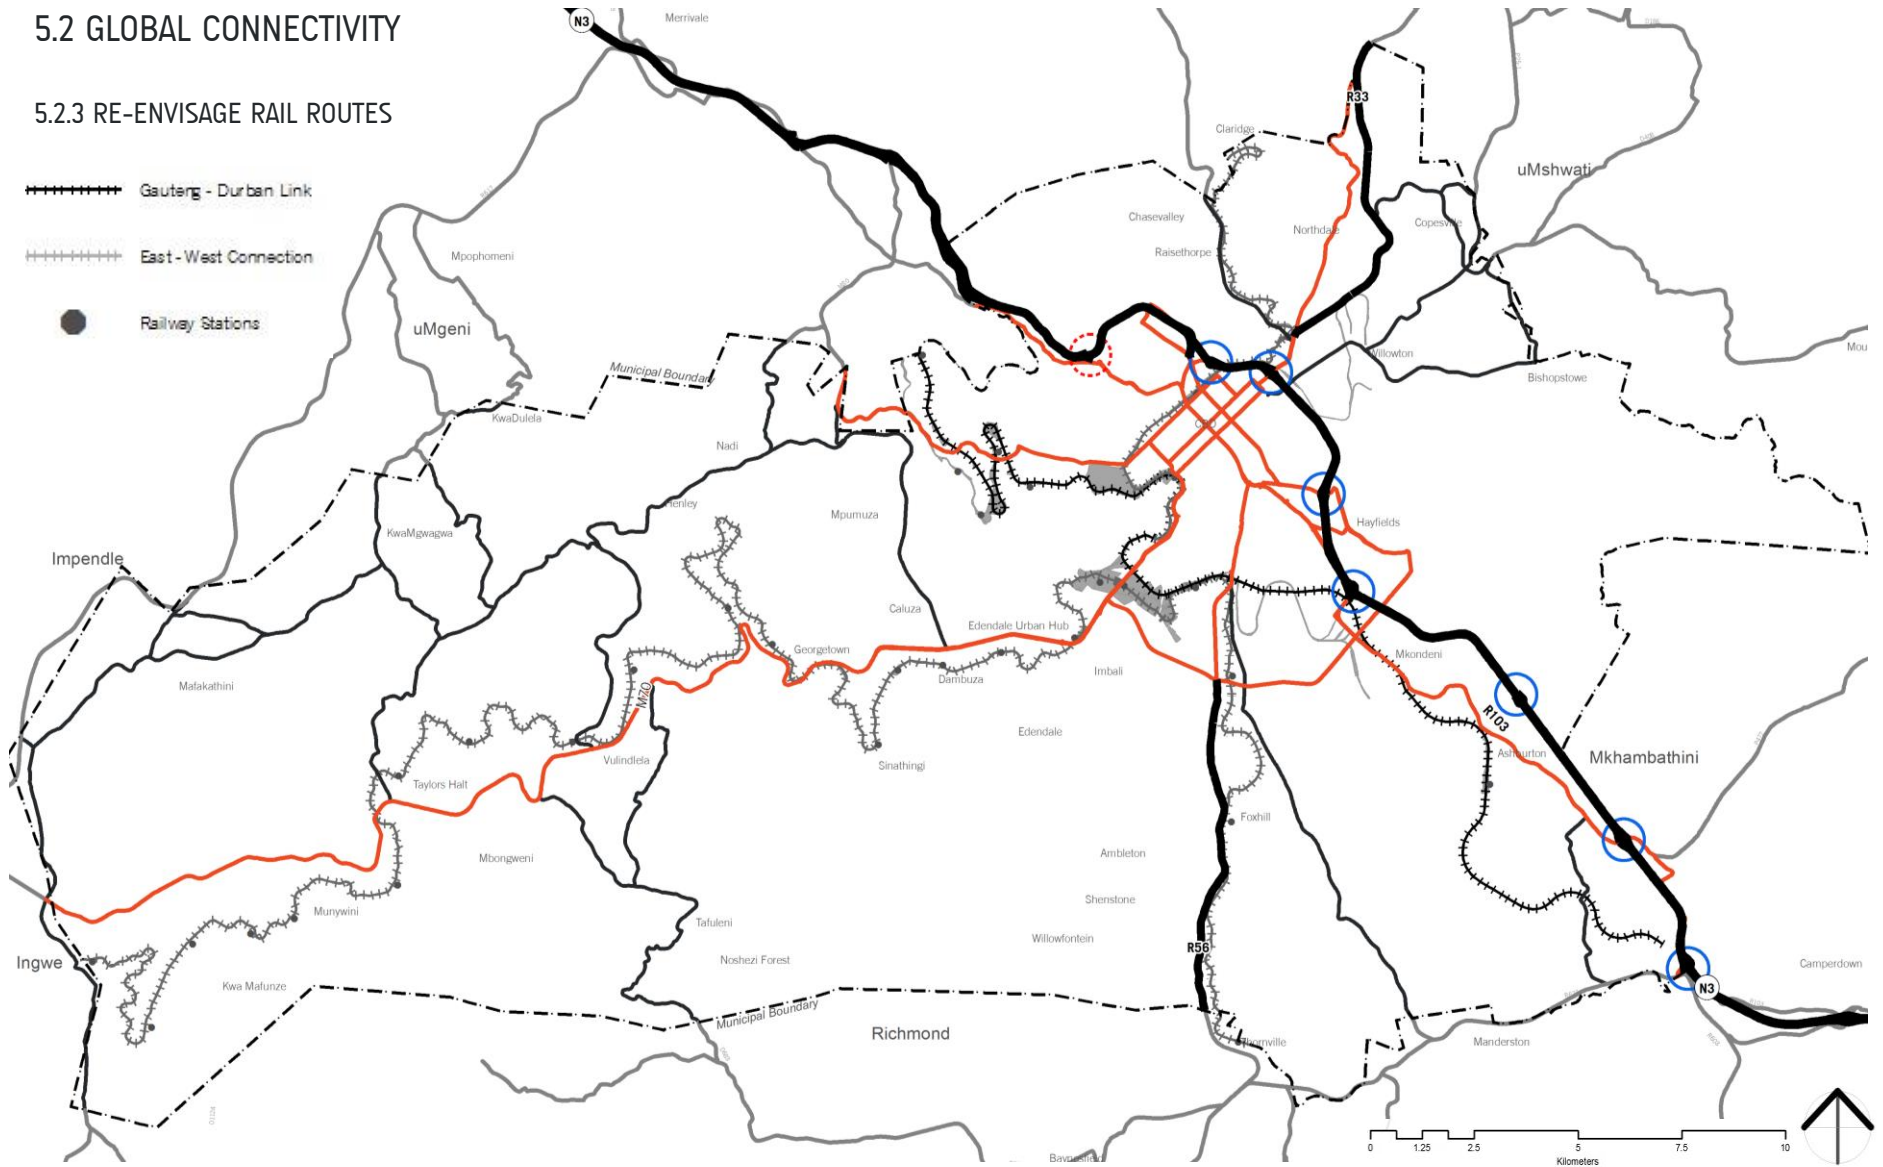 5.2 GLOBAL CONNECTIVITY
5.2.3 RE-ENVISAGE RAIL ROUTES
Gauteng - Durban Link
East - West Connection
Railway Stations
N3
Merrivale
R33
Claridge
uMshwati
Chasevalley
Northdale
Copesville
Raisethorpe
Mpophomeni
uMgeni
Willowton
Bishopstowe
Mou
Municipal Boundary
KwaDulela
Nadi
CBD
Henley
Mpumuza
KwaMgwagwa
Hayfields
Impendle
Caluza
Edendale Urban Hub
Georgetown
Mkondeni
Imbali
Dambuza
Mafakathini
M70
R103
Edendale
Ashburton
Mkhambathini
Vulindlela
Sinathingi
Taylors Halt
Foxhill
Mbongweni
Ambleton
Shenstone
Munywini
Tafuleni
Willowfontein
R56
Noshezi Forest
Ingwe
Camperdown
Kwa Mafunze
N3
Municipal Boundary
Richmond
Thornville
Manderston
0 1.25 2.5 5 7.5 10
Kilometers
Baynesfield